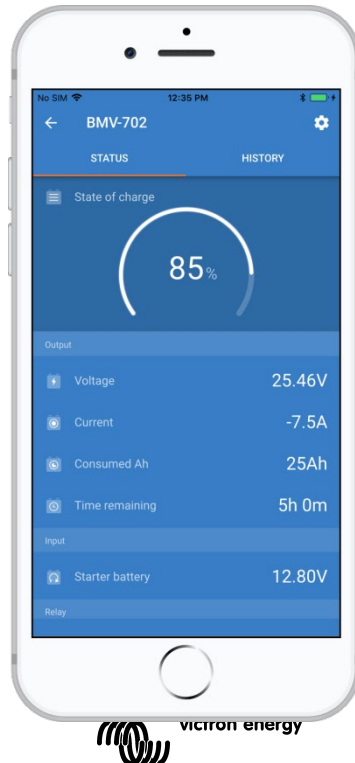 No SIM 12:35 PM
BMV-702
STATUS HISTORY
State of charge
85%
Output
Voltage 25.46V
Current -7.5A
Consumed Ah 25Ah
Time remaining 5h 0m
Input
Starter battery 12.80V
Relay
victron energy